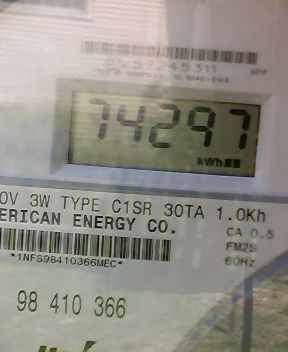 74297
kWh
0V 3W TYPE C1SR 30TA 1.0Kh
ERICAN ENERGY CO.
CA 0.5
FM2S
*1NFS98410366MEC*
60Hz
98 410 366